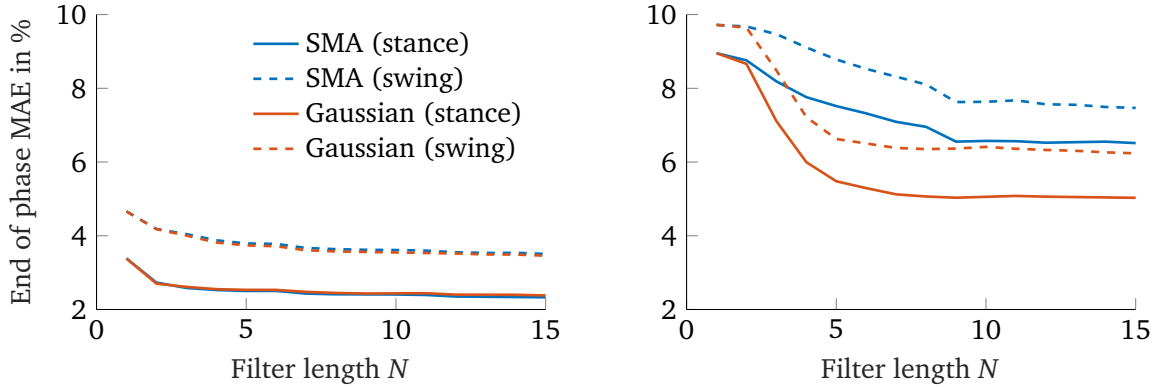 End of phase MAE in %
10
8
6
4
2
0
5
10
15
Filter length N
SMA (stance)
SMA (swing)
Gaussian (stance)
Gaussian (swing)
10
8
6
4
2
0
5
10
15
Filter length N